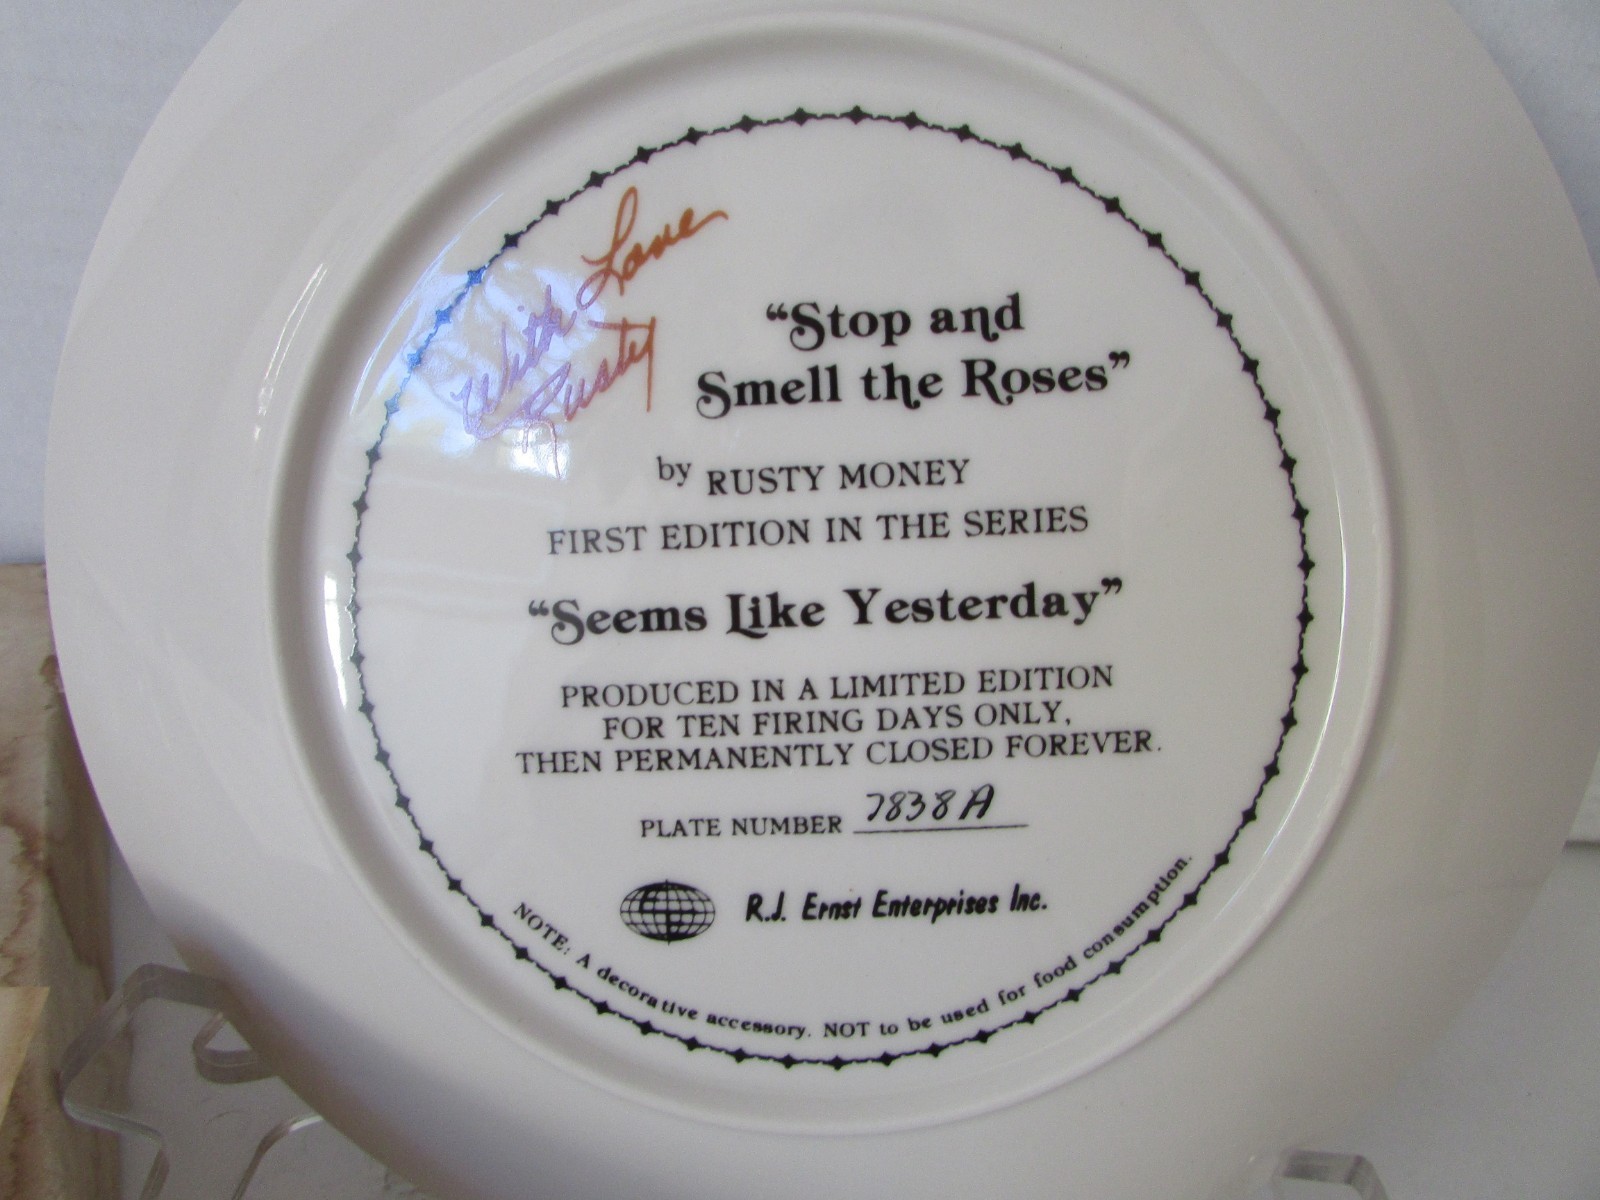 With Love
Rusty
“Stop and
Smell the Roses”
by RUSTY MONEY
FIRST EDITION IN THE SERIES
“Seems Like Yesterday”
PRODUCED IN A LIMITED EDITION
FOR TEN FIRING DAYS ONLY,
THEN PERMANENTLY CLOSED FOREVER.
PLATE NUMBER 7838A
R.J. Ernst Enterprises Inc.
NOTE: A decorative accessory. NOT to be used for food consumption.